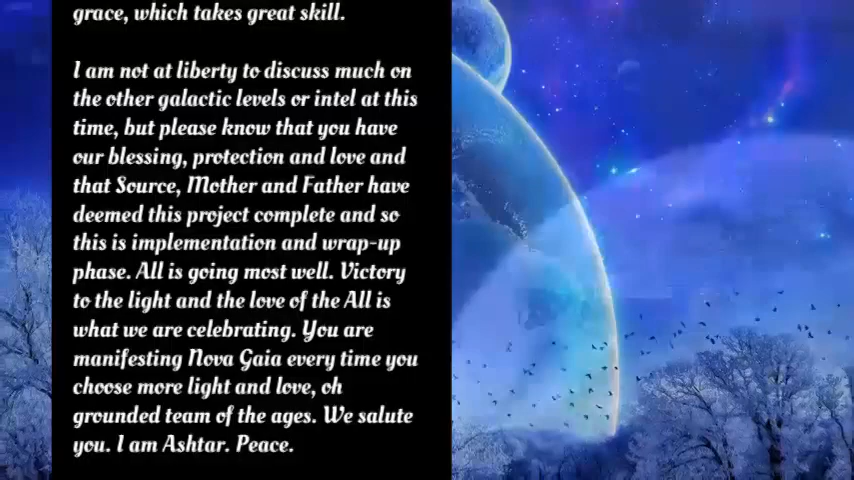 grace, which takes great skill.
I am not at liberty to discuss much on
the other galactic levels or intel at this
time, but please know that you have
our blessing, protection and love and
that Source, Mother and Father have
deemed this project complete and so
this is implementation and wrap-up
phase. All is going most well. Victory
to the light and the love of the All is
what we are celebrating. You are
manifesting Nova Gaia every time you
choose more light and love, oh
grounded team of the ages. We salute
you. I am Ashtar. Peace.